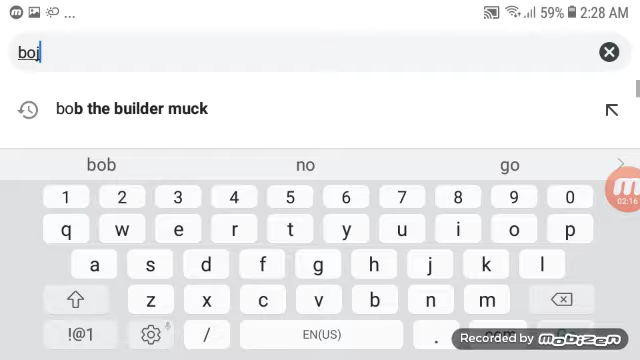 ... 59% 2:28 AM
boj
bob the builder muck
bob no go
1 2 3 4 5 6 7 8 9 0
q w e r t y u i o p
a s d f g h j k l
z x c v b n m
!@1 / EN(US) .
02:16
Recorded by mobizen